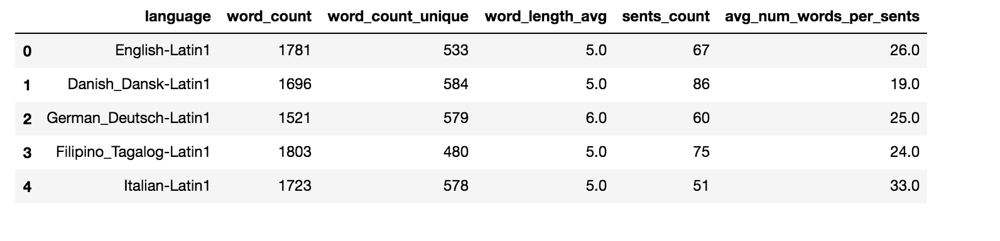 language word_count word_count_unique word_length_avg sents_count avg_num_words_per_sents
0 English-Latin1 1781 533 5.0 67 26.0
1 Danish_Dansk-Latin1 1696 584 5.0 86 19.0
2 German_Deutsch-Latin1 1521 579 6.0 60 25.0
3 Filipino_Tagalog-Latin1 1803 480 5.0 75 24.0
4 Italian-Latin1 1723 578 5.0 51 33.0